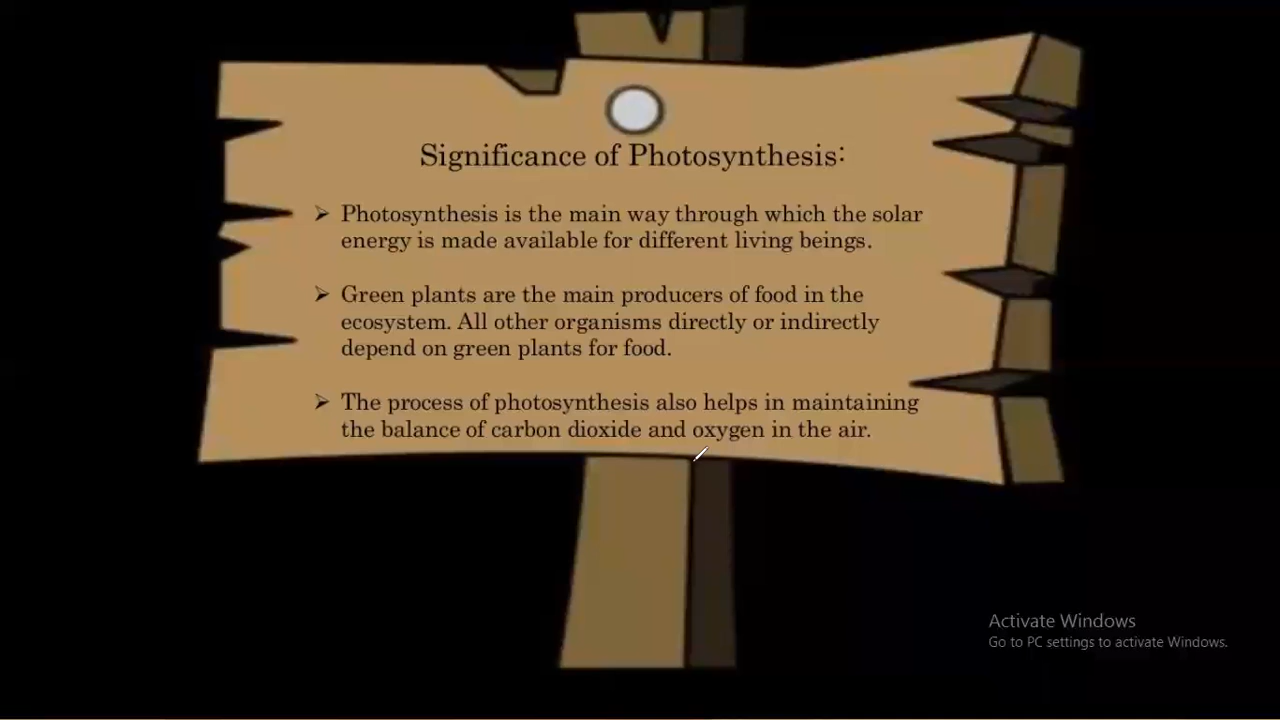 Significance of Photosynthesis:
➢ Photosynthesis is the main way through which the solar
energy is made available for different living beings.
➢ Green plants are the main producers of food in the
ecosystem. All other organisms directly or indirectly
depend on green plants for food.
➢ The process of photosynthesis also helps in maintaining
the balance of carbon dioxide and oxygen in the air.
Activate Windows
Go to PC settings to activate Windows.